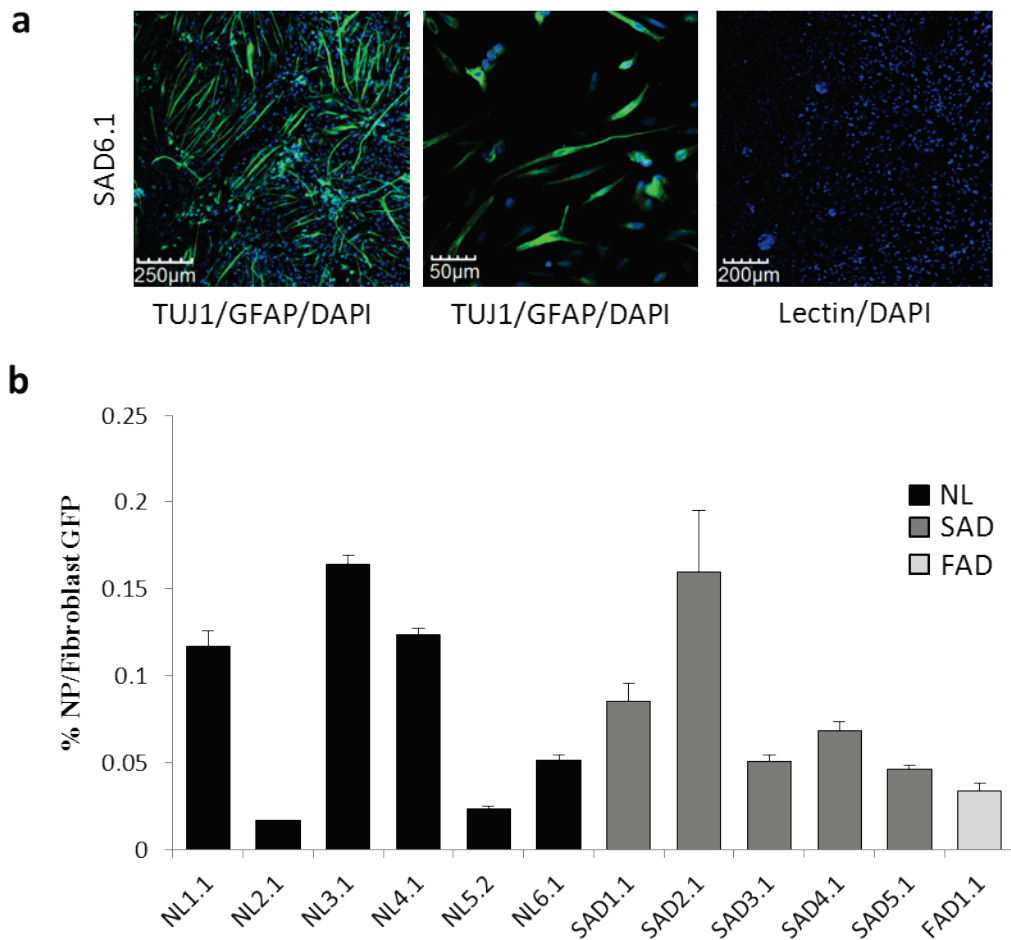 a
SAD6.1
250µm
50µm
200µm
TUJ1/GFAP/DAPI
TUJ1/GFAP/DAPI
Lectin/DAPI
b
% NP/Fibroblast GFP
0.25
0.2
0.15
0.1
0.05
0
NL
SAD
FAD
NL1.1
NL2.1
NL3.1
NL4.1
NL5.2
NL6.1
SAD1.1
SAD2.1
SAD3.1
SAD4.1
SAD5.1
FAD1.1